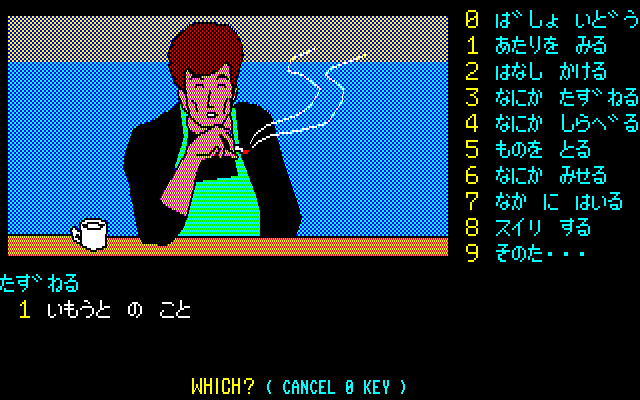 0 ばしょ いどう
1 あたりを みる
2 はなし かける
3 なにか たずねる
4 なにか しらべる
5 ものを とる
6 なにか みせる
7 なか に はいる
8 スイリ する
9 そのた・・・
たずねる
1 いもうと の こと
WHICH? ( CANCEL 0 KEY )